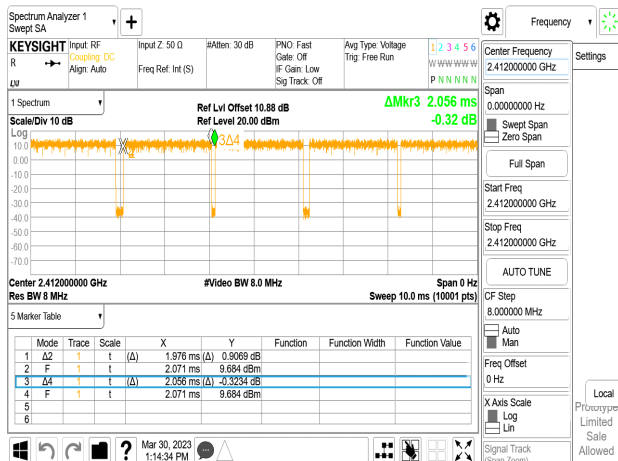 Spectrum Analyzer 1
Swept SA
Frequency
KEYSIGHT
R
Input: RF
Coupling: DC
Align: Auto
Input Z: 50 Ω
Freq Ref: Int (S)
#Atten: 30 dB
PNO: Fast
Gate: Off
IF Gain: Low
Sig Track: Off
Avg Type: Voltage
Trig: Free Run
1 2 3 4 5 6
W W W W W W
P N N N N N
1 Spectrum
Scale/Div 10 dB
Ref Lvl Offset 10.88 dB
Ref Level 20.00 dBm
ΔMkr3 2.056 ms
-0.32 dB
Log
10.0
0.00
-10.0
-20.0
-30.0
-40.0
-50.0
-60.0
-70.0
3Δ4
Center 2.412000000 GHz
Res BW 8 MHz
#Video BW 8.0 MHz
Span 0 Hz
Sweep 10.0 ms (10001 pts)
5 Marker Table
Mode Trace Scale X Y Function Function Width Function Value
1 Δ2 1 t (Δ) 1.976 ms (Δ) 0.9069 dB
2 F 1 t 2.071 ms 9.684 dBm
3 Δ4 1 t (Δ) 2.056 ms (Δ) -0.3234 dB
4 F 1 t 2.071 ms 9.684 dBm
5
6
Mar 30, 2023
1:14:34 PM
Center Frequency
2.412000000 GHz
Settings
Span
0.00000000 Hz
Swept Span
Zero Span
Full Span
Start Freq
2.412000000 GHz
Stop Freq
2.412000000 GHz
AUTO TUNE
CF Step
8.000000 MHz
Auto
Man
Freq Offset
0 Hz
X Axis Scale
Log
Lin
Signal Track
(Span Zoom)
Local
Prototype
Limited
Sale
Allowed